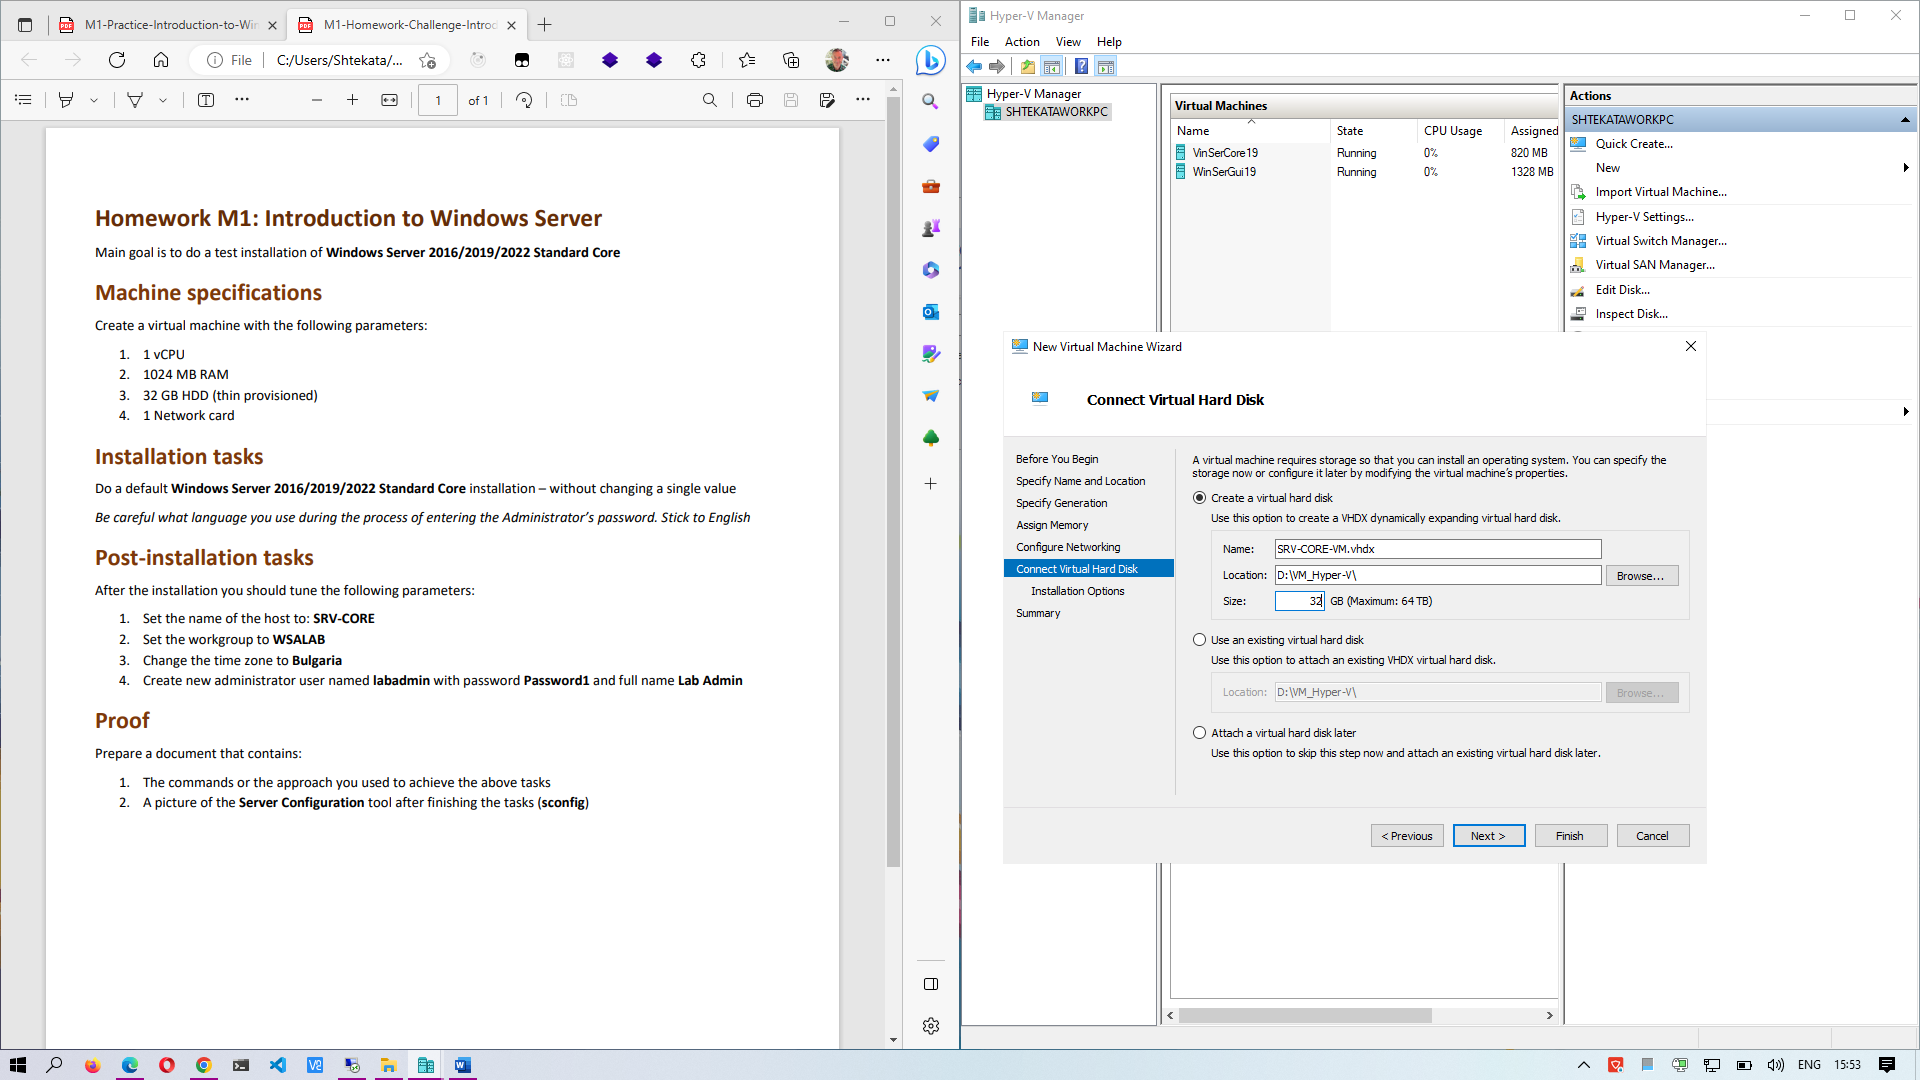 M1-Practice-Introduction-to-Win
M1-Homework-Challenge-Introd
File
C:/Users/Shtekata/...
1
of 1
Homework M1: Introduction to Windows Server
Main goal is to do a test installation of Windows Server 2016/2019/2022 Standard Core
Machine specifications
Create a virtual machine with the following parameters:
1. 1 vCPU
2. 1024 MB RAM
3. 32 GB HDD (thin provisioned)
4. 1 Network card
Installation tasks
Do a default Windows Server 2016/2019/2022 Standard Core installation – without changing a single value
Be careful what language you use during the process of entering the Administrator's password. Stick to English
Post-installation tasks
After the installation you should tune the following parameters:
1. Set the name of the host to: SRV-CORE
2. Set the workgroup to WSALAB
3. Change the time zone to Bulgaria
4. Create new administrator user named labadmin with password Password1 and full name Lab Admin
Proof
Prepare a document that contains:
1. The commands or the approach you used to achieve the above tasks
2. A picture of the Server Configuration tool after finishing the tasks (sconfig)
Hyper-V Manager
File Action View Help
Hyper-V Manager
SHTEKATAWORKPC
Virtual Machines
Name State CPU Usage Assigned
VinSerCore19 Running 0% 820 MB
WinSerGui19 Running 0% 1328 MB
Actions
SHTEKATAWORKPC
Quick Create...
New
Import Virtual Machine...
Hyper-V Settings...
Virtual Switch Manager...
Virtual SAN Manager...
Edit Disk...
Inspect Disk...
New Virtual Machine Wizard
Connect Virtual Hard Disk
Before You Begin
Specify Name and Location
Specify Generation
Assign Memory
Configure Networking
Connect Virtual Hard Disk
Installation Options
Summary
A virtual machine requires storage so that you can install an operating system. You can specify the
storage now or configure it later by modifying the virtual machine's properties.
Create a virtual hard disk
Use this option to create a VHDX dynamically expanding virtual hard disk.
Name: SRV-CORE-VM.vhdx
Location: D:\VM_Hyper-V\ Browse...
Size: 32 GB (Maximum: 64 TB)
Use an existing virtual hard disk
Use this option to attach an existing VHDX virtual hard disk.
Location: D:\VM_Hyper-V\ Browse...
Attach a virtual hard disk later
Use this option to skip this step now and attach an existing virtual hard disk later.
< Previous Next > Finish Cancel
ENG 15:53